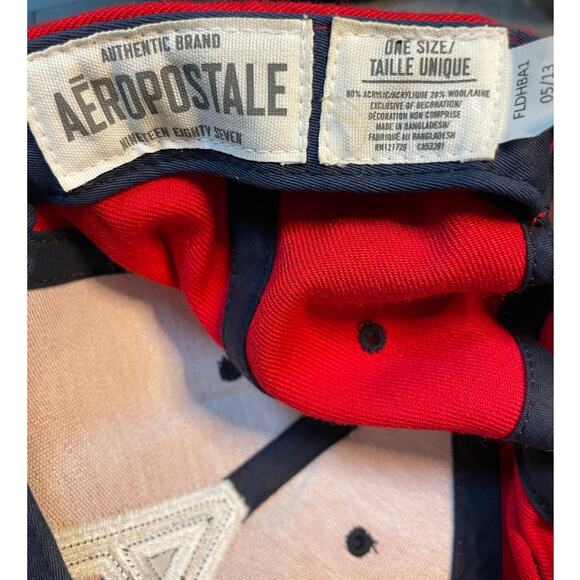 AUTHENTIC BRAND
AÉROPOSTALE
NINETEEN EIGHTY SEVEN
ONE SIZE/
TAILLE UNIQUE
80% ACRYLIC/ACRYLIQUE 20% WOOL/LAINE
EXCLUSIVE OF DECORATION/
DÉCORATION NON COMPRISE
MADE IN BANGLADESH/
FABRIQUÉ AU BANGLADESH
RN121726 CA53281
FLDHBA1
05/13